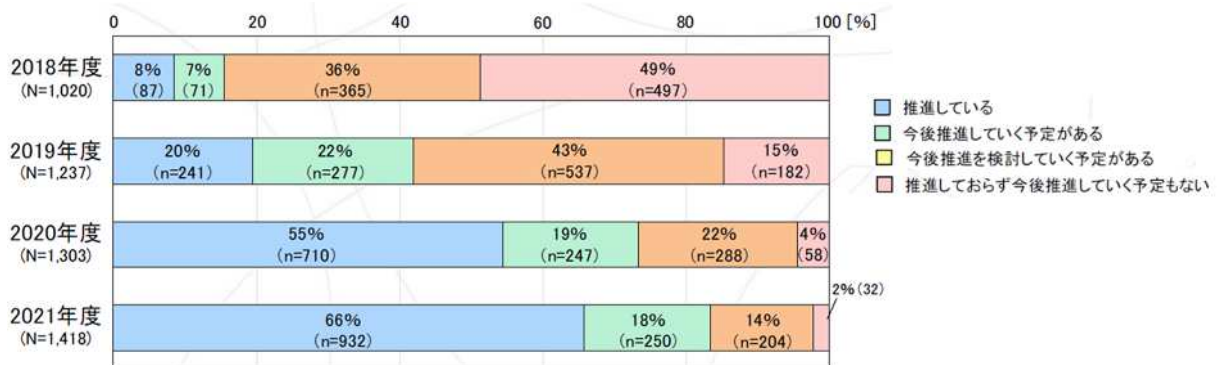 0 20 40 60 80 100 [%]
2018年度
(N=1,020)
8% 7% 36% 49%
(87) (71) (n=365) (n=497)
2019年度
(N=1,237)
20% 22% 43% 15%
(n=241) (n=277) (n=537) (n=182)
2020年度
(N=1,303)
55% 19% 22% 4%
(n=710) (n=247) (n=288) (58)
2%(32)
2021年度
(N=1,418)
66% 18% 14%
(n=932) (n=250) (n=204)
推進している
今後推進していく予定がある
今後推進を検討していく予定がある
推進しておらず今後推進していく予定もない